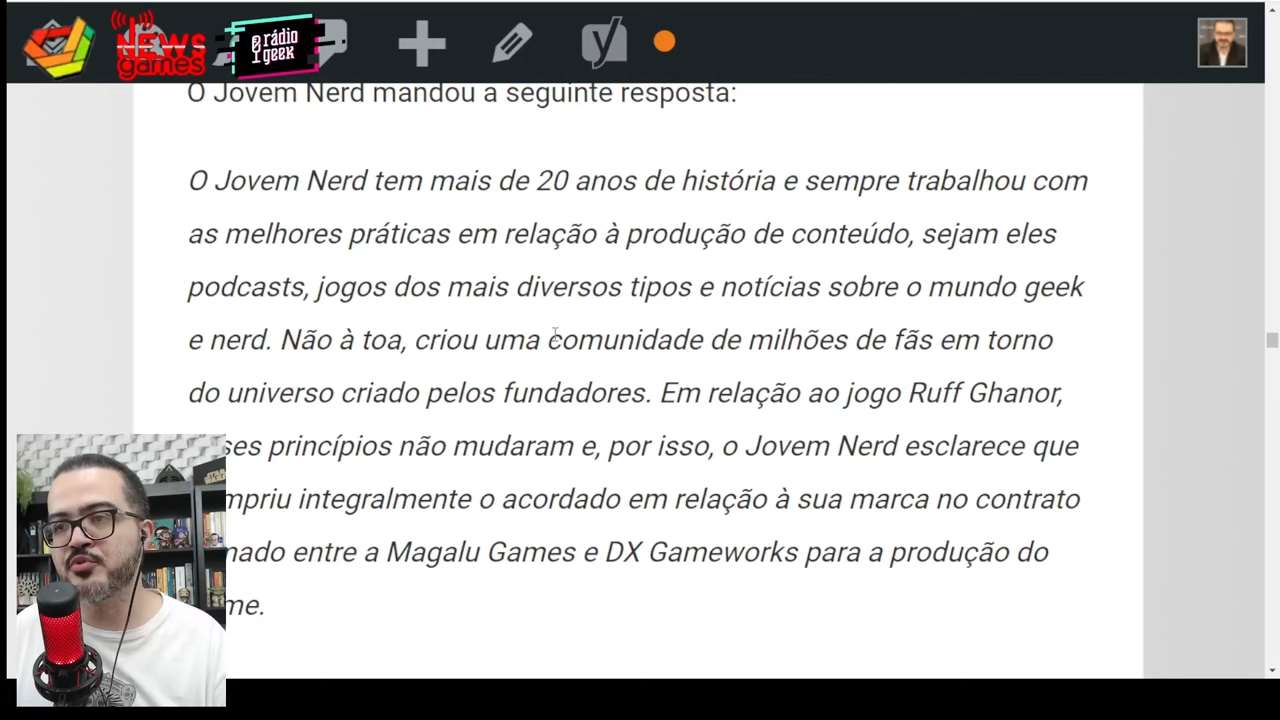 NEWS
games
rádio
geek
O Jovem Nerd mandou a seguinte resposta:
O Jovem Nerd tem mais de 20 anos de história e sempre trabalhou com
as melhores práticas em relação à produção de conteúdo, sejam eles
podcasts, jogos dos mais diversos tipos e notícias sobre o mundo geek
e nerd. Não à toa, criou uma comunidade de milhões de fãs em torno
do universo criado pelos fundadores. Em relação ao jogo Ruff Ghanor,
ses princípios não mudaram e, por isso, o Jovem Nerd esclarece que
mpriu integralmente o acordado em relação à sua marca no contrato
mado entre a Magalu Games e DX Gameworks para a produção do
me.
STAR
WARS